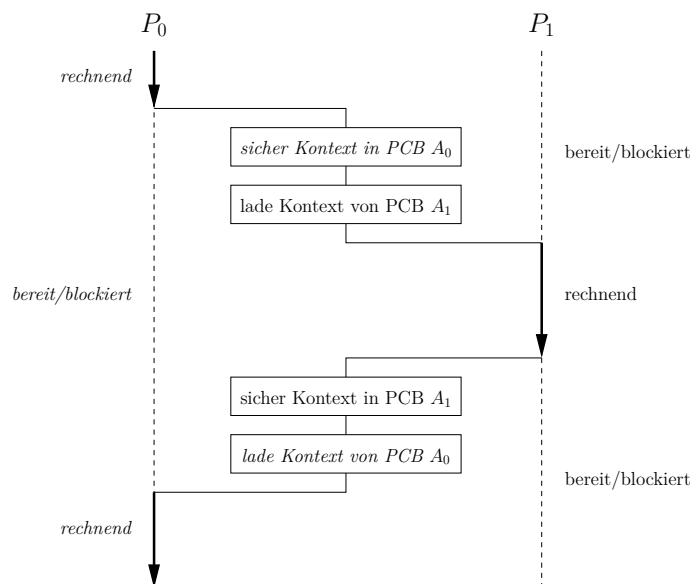 P0 P1
rechnend
sicher Kontext in PCB A0
bereit/blockiert
lade Kontext von PCB A1
bereit/blockiert
rechnend
sicher Kontext in PCB A1
lade Kontext von PCB A0
bereit/blockiert
rechnend